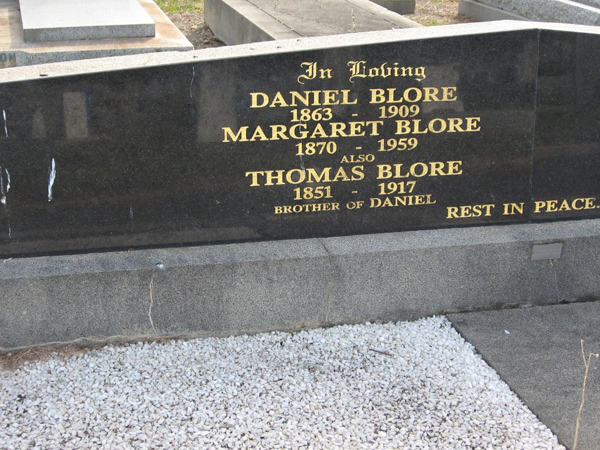 In Loving
DANIEL BLORE
1863 - 1909
MARGARET BLORE
1870 - 1959
ALSO
THOMAS BLORE
1851 - 1917
BROTHER OF DANIEL
REST IN PEACE.